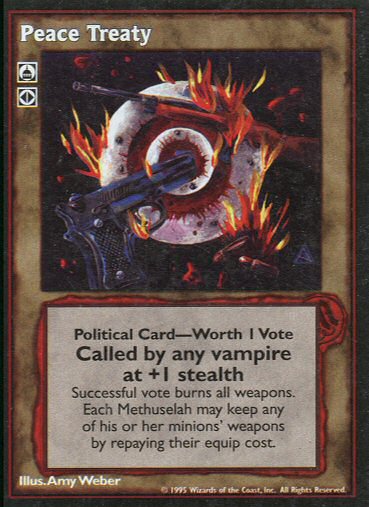 Peace Treaty
Political Card—Worth 1 Vote
Called by any vampire
at +1 stealth
Successful vote burns all weapons.
Each Methuselah may keep any
of his or her minions' weapons
by repaying their equip cost.
Illus. Amy Weber
© 1995 Wizards of the Coast, Inc. All Rights Reserved.